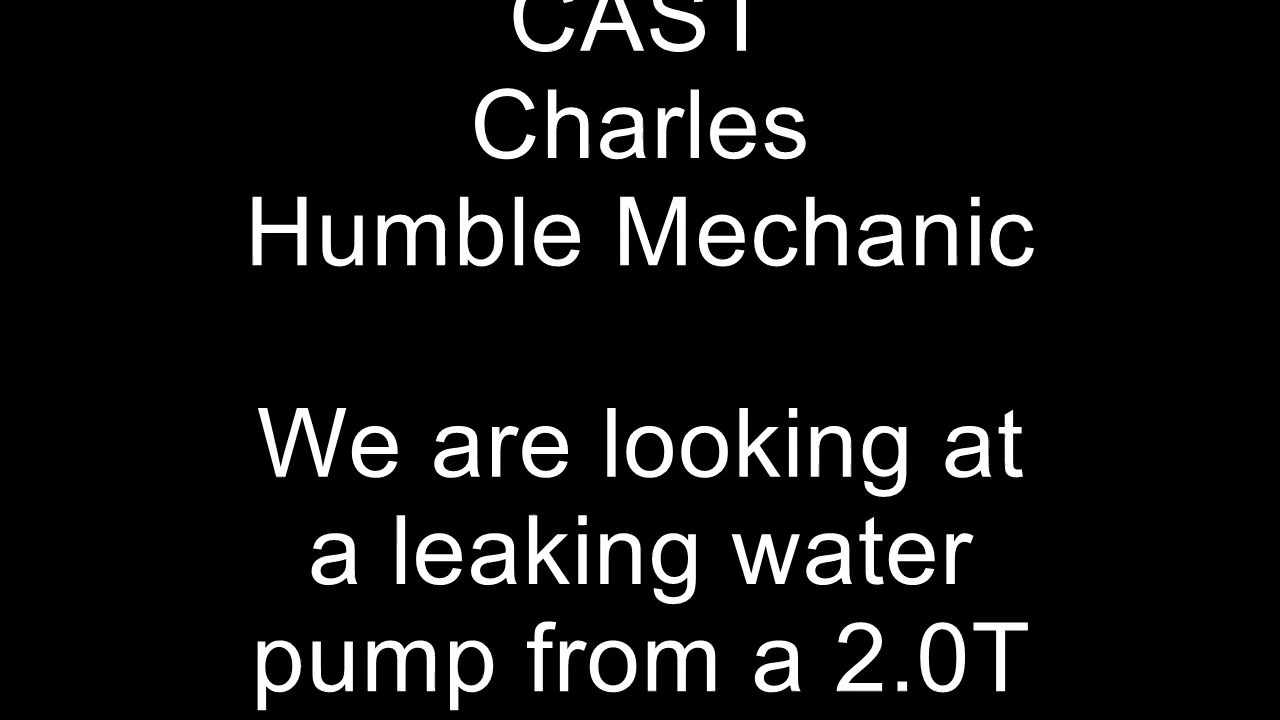 CAST
Charles
Humble Mechanic
We are looking at
a leaking water
pump from a 2.0T